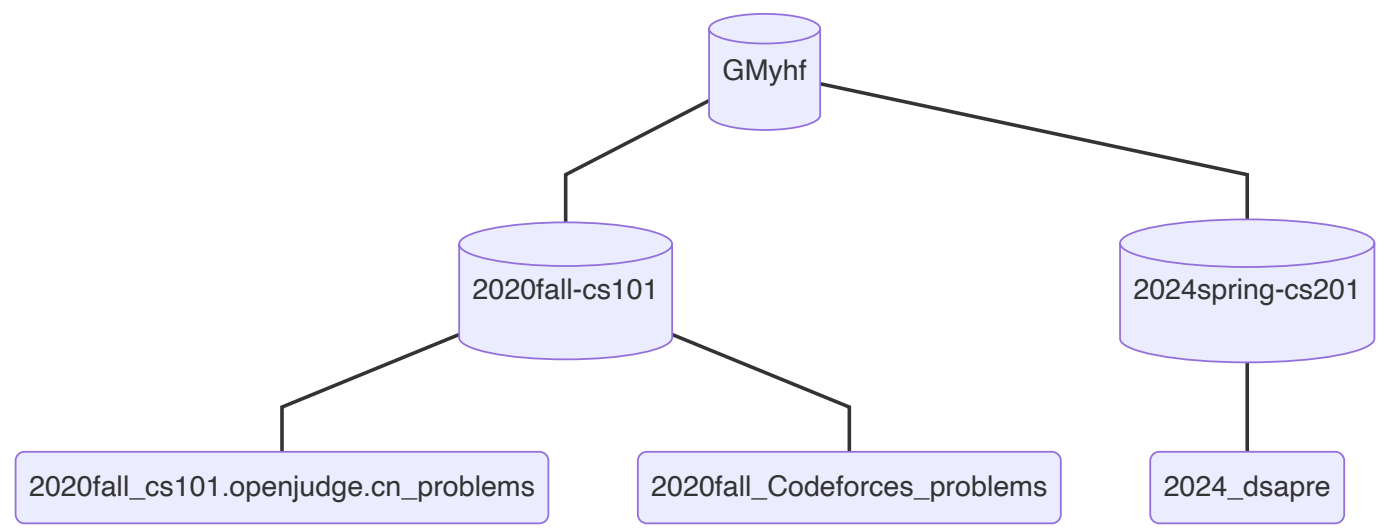 GMyhf
2020fall-cs101
2024spring-cs201
2020fall_cs101.openjudge.cn_problems
2020fall_Codeforces_problems
2024_dsapre